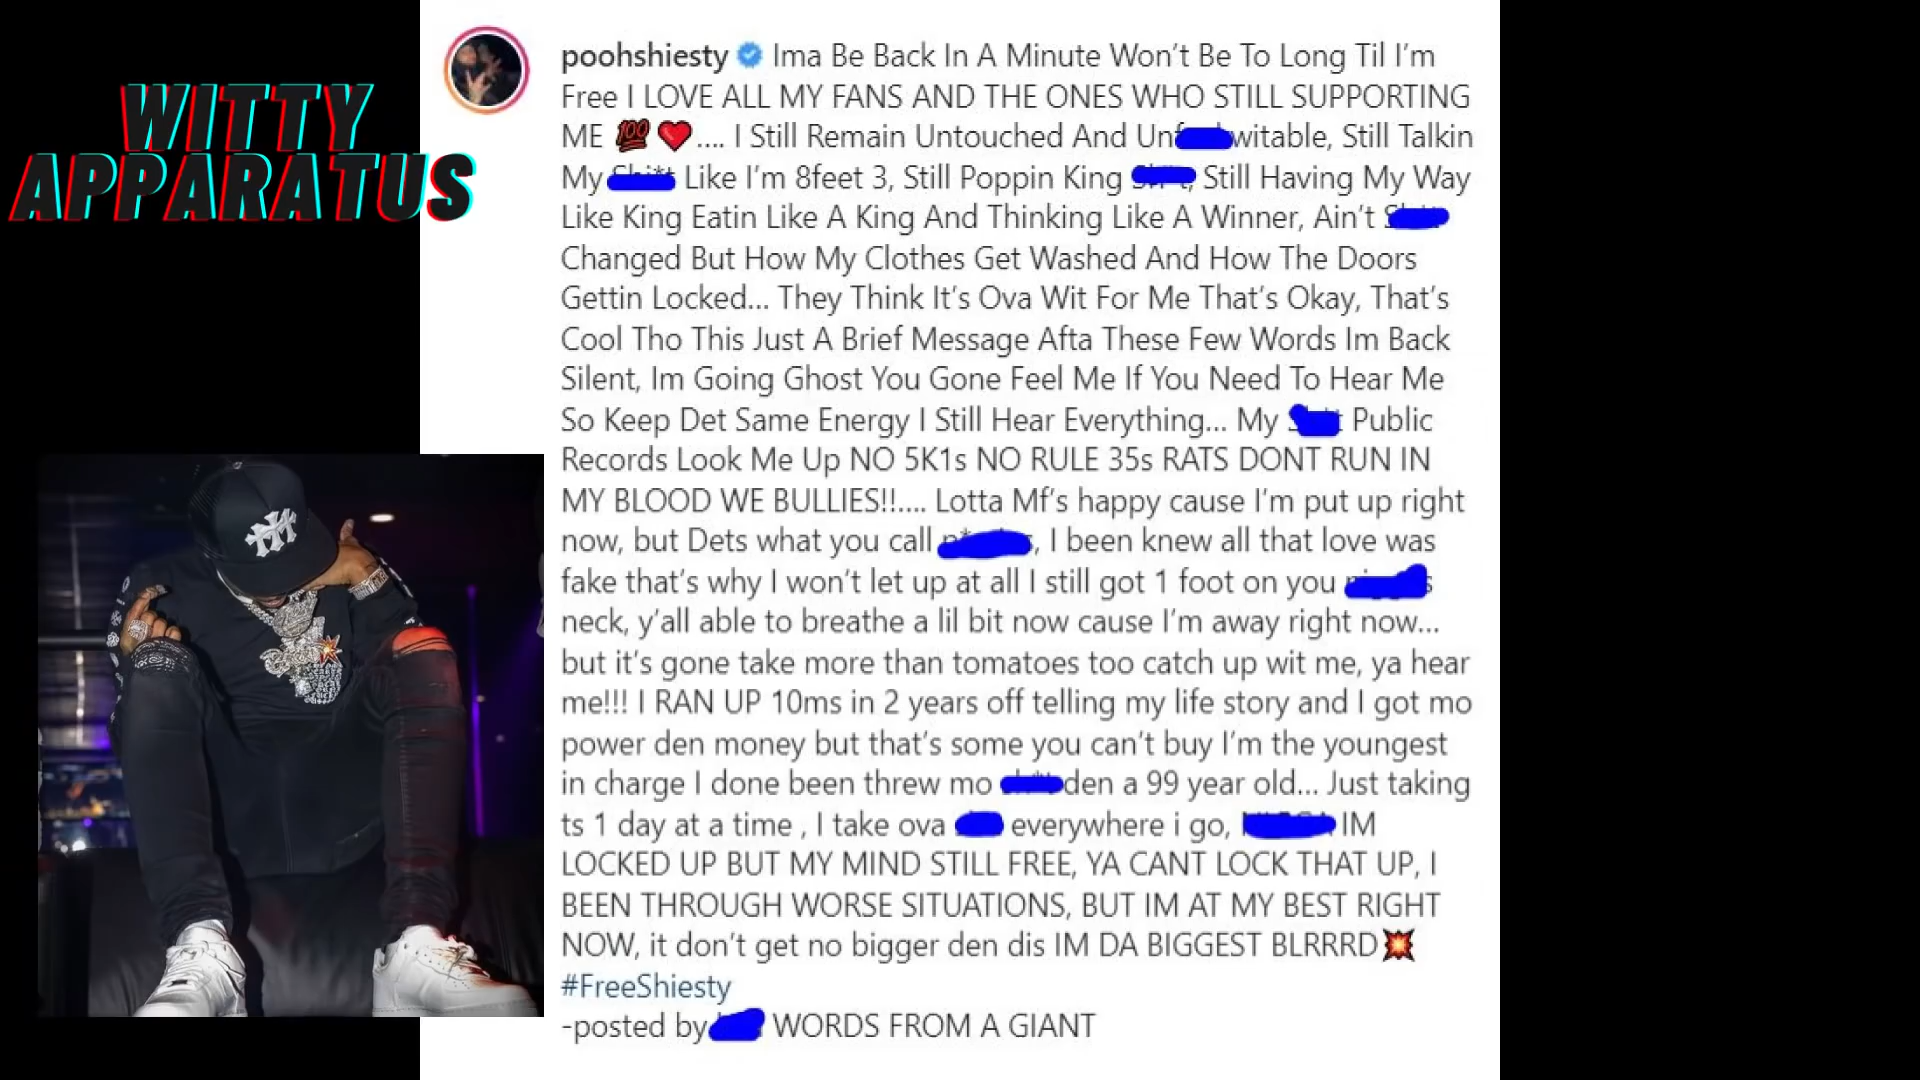 WITTY
APPARATUS
poohshiesty Ima Be Back In A Minute Won't Be To Long Til I'm
Free I LOVE ALL MY FANS AND THE ONES WHO STILL SUPPORTING
ME 💯❤️.... I Still Remain Untouched And Still Talkin
My Like I'm 8feet 3, Still Poppin King Still Having My Way
Like King Eatin Like A King And Thinking Like A Winner, Ain't
Changed But How My Clothes Get Washed And How The Doors
Gettin Locked... They Think It's Ova Wit For Me That's Okay, That's
Cool Tho This Just A Brief Message Afta These Few Words Im Back
Silent, Im Going Ghost You Gone Feel Me If You Need To Hear Me
So Keep Det Same Energy I Still Hear Everything... My Public
Records Look Me Up NO 5K1s NO RULE 35s RATS DONT RUN IN
MY BLOOD WE BULLIES!!.... Lotta Mf's happy cause I'm put up right
now, but Dets what you call , I been knew all that love was
fake that's why I won't let up at all I still got 1 foot on you
neck, y'all able to breathe a lil bit now cause I'm away right now...
but it's gone take more than tomatoes too catch up wit me, ya hear
me!!! I RAN UP 10ms in 2 years off telling my life story and I got mo
power den money but that's some you can't buy I'm the youngest
in charge I done been threw mo den a 99 year old... Just taking
ts 1 day at a time , I take ova everywhere i go, IM
LOCKED UP BUT MY MIND STILL FREE, YA CANT LOCK THAT UP, I
BEEN THROUGH WORSE SITUATIONS, BUT IM AT MY BEST RIGHT
NOW, it don't get no bigger den dis IM DA BIGGEST BLRRRD💥
#FreeShiesty
-posted by WORDS FROM A GIANT